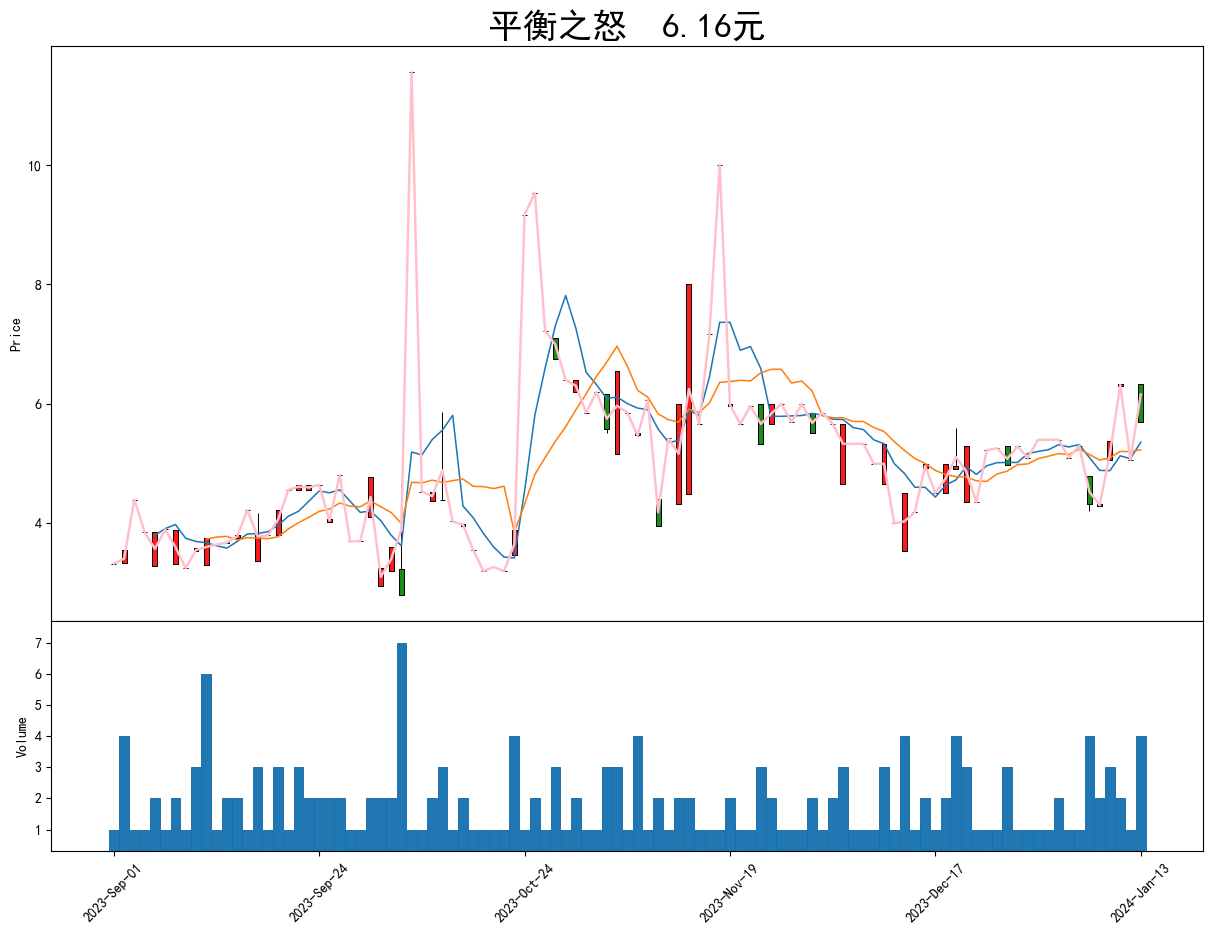 平衡之怒  6.16元
Price
10
8
6
4
Volume
7
6
5
4
3
2
1
2023-Sep-01
2023-Sep-24
2023-Oct-24
2023-Nov-19
2023-Dec-17
2024-Jan-13